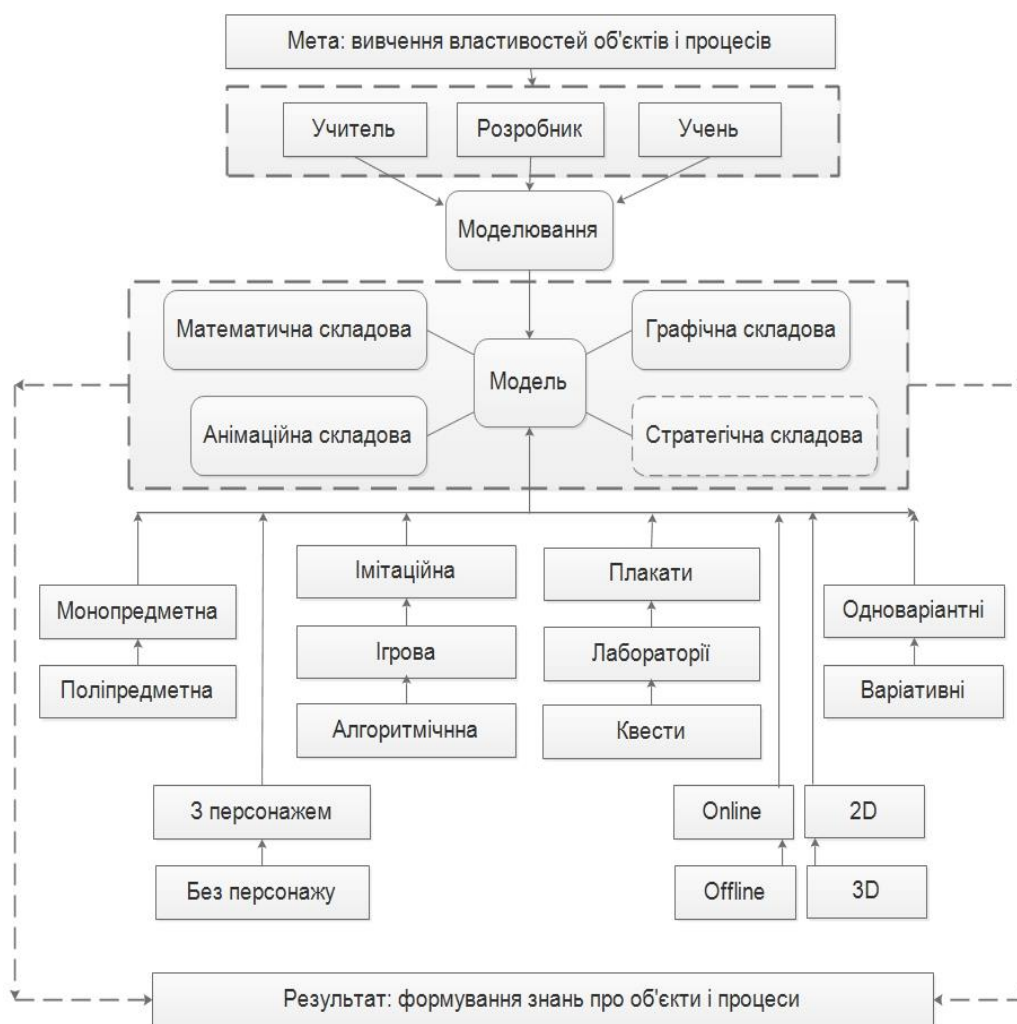 Мета: вивчення властивостей об'єктів і процесів
Учитель
Розробник
Учень
Моделювання
Математична складова
Графічна складова
Модель
Анімаційна складова
Стратегічна складова
Імітаційна
Плакати
Монопредметна
Одноваріантні
Ігрова
Лабораторії
Поліпредметна
Варіативні
Алгоритмічнна
Квести
З персонажем
Online
2D
Без персонажу
Offline
3D
Результат: формування знань про об'єкти і процеси